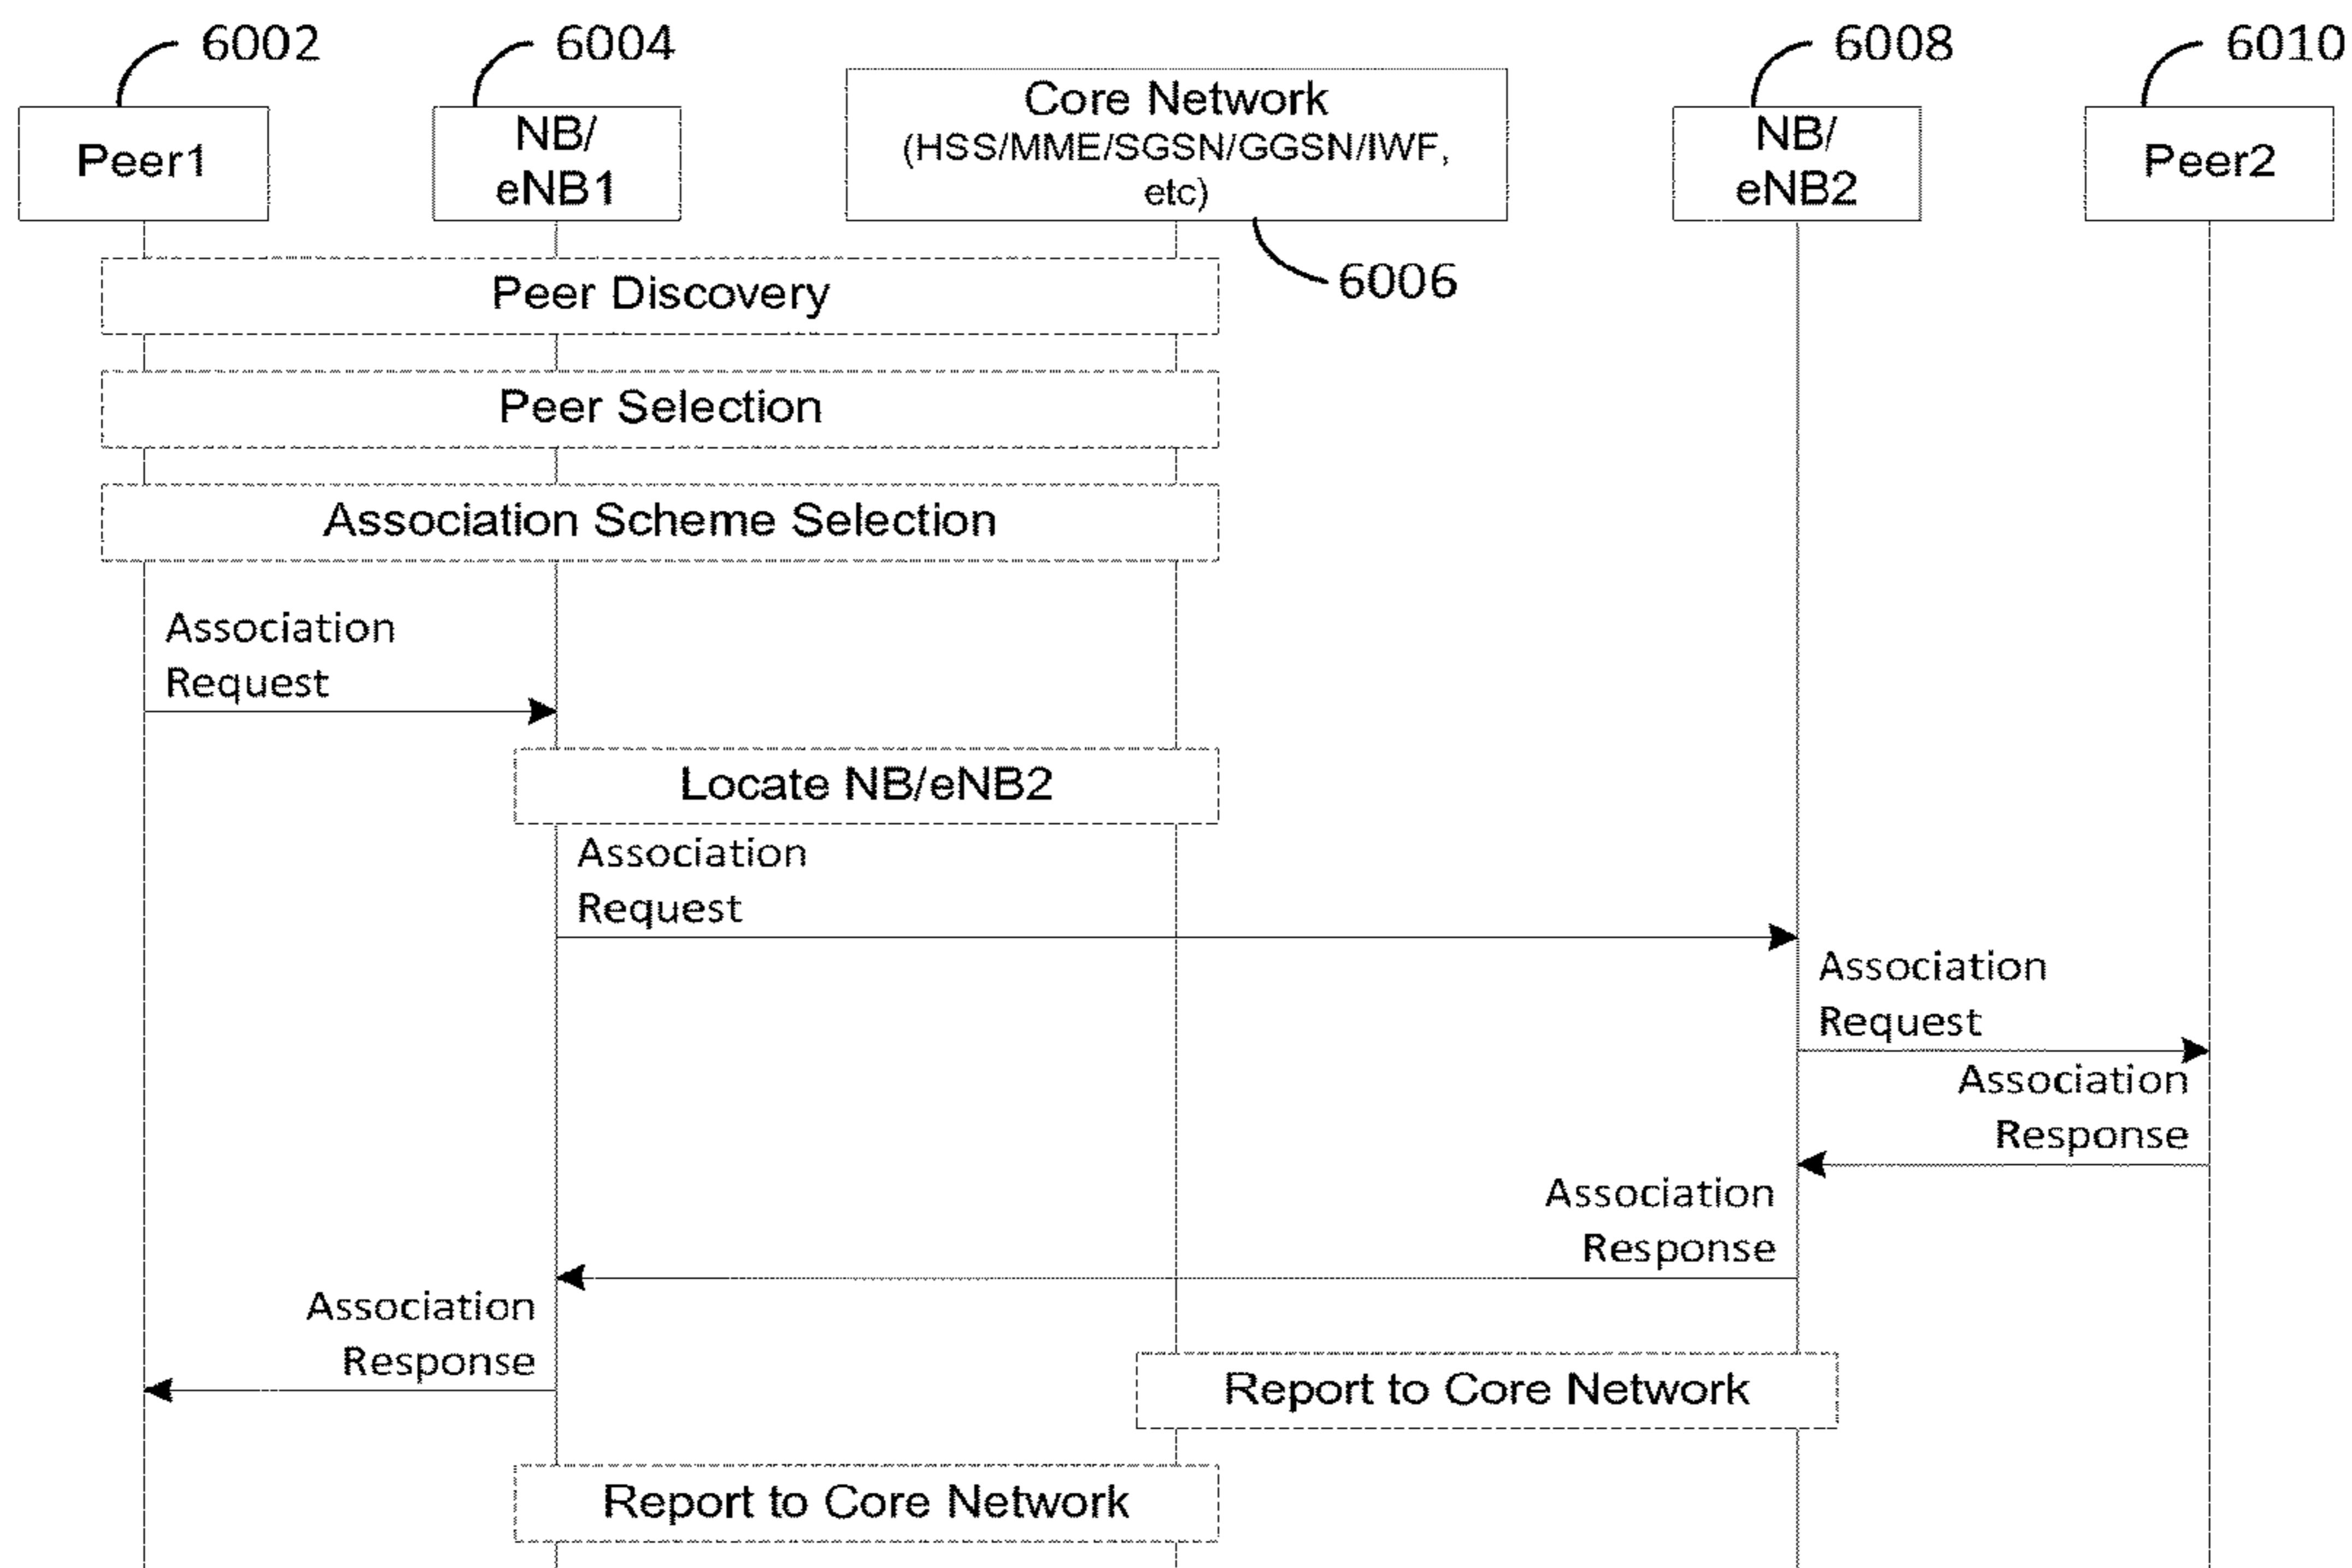 6002
6004
6008
6010
Peer1
NB/
eNB1
Core Network
(HSS/MME/SGSN/GGSN/IWF,
etc)
NB/
eNB2
Peer2
6006
Peer Discovery
Peer Selection
Association Scheme Selection
Association
Request
Locate NB/eNB2
Association
Request
Association
Request
Association
Response
Association
Response
Association
Response
Report to Core Network
Report to Core Network